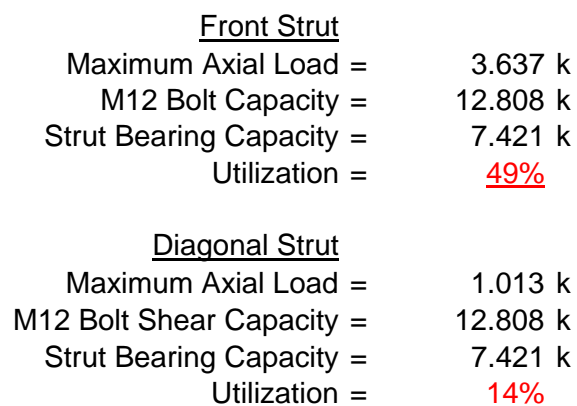 Front Strut
Maximum Axial Load = 3.637 k
M12 Bolt Capacity = 12.808 k
Strut Bearing Capacity = 7.421 k
Utilization = 49%
Diagonal Strut
Maximum Axial Load = 1.013 k
M12 Bolt Shear Capacity = 12.808 k
Strut Bearing Capacity = 7.421 k
Utilization = 14%